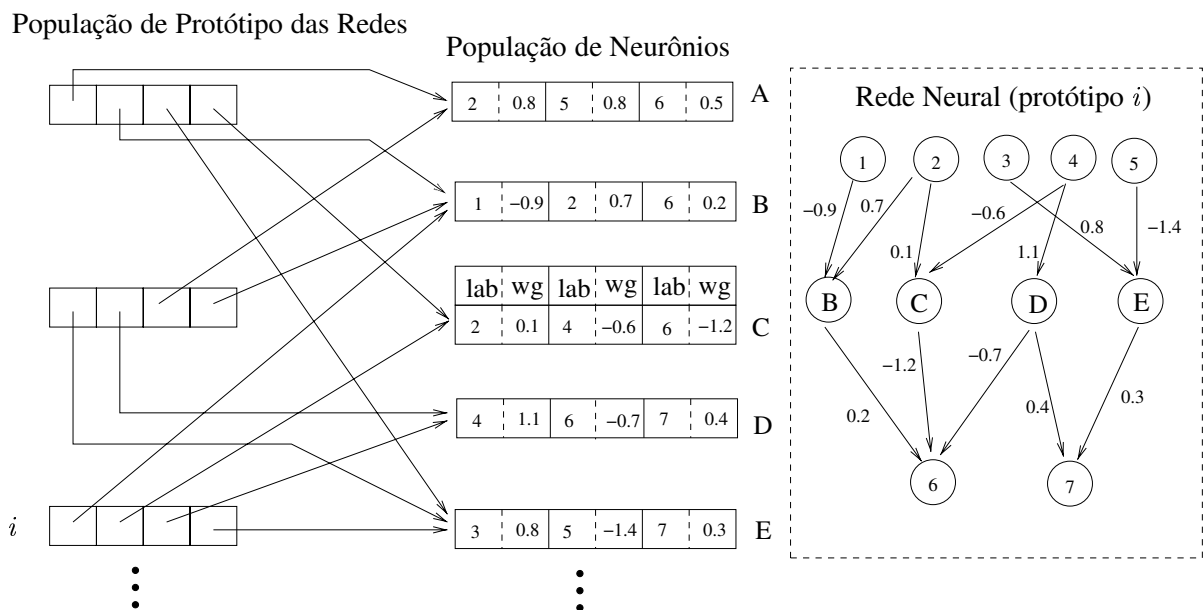 População de Protótipo das Redes
População de Neurônios
2 0.8 5 0.8 6 0.5 A
1 −0.9 2 0.7 6 0.2 B
lab wg lab wg lab wg
2 0.1 4 −0.6 6 −1.2 C
4 1.1 6 −0.7 7 0.4 D
i
3 0.8 5 −1.4 7 0.3 E
Rede Neural (protótipo i)
1 2 3 4 5
−0.9 0.7 0.1 −0.6 1.1 0.8 −1.4
B C D E
0.2 −1.2 −0.7 0.4 0.3
6 7